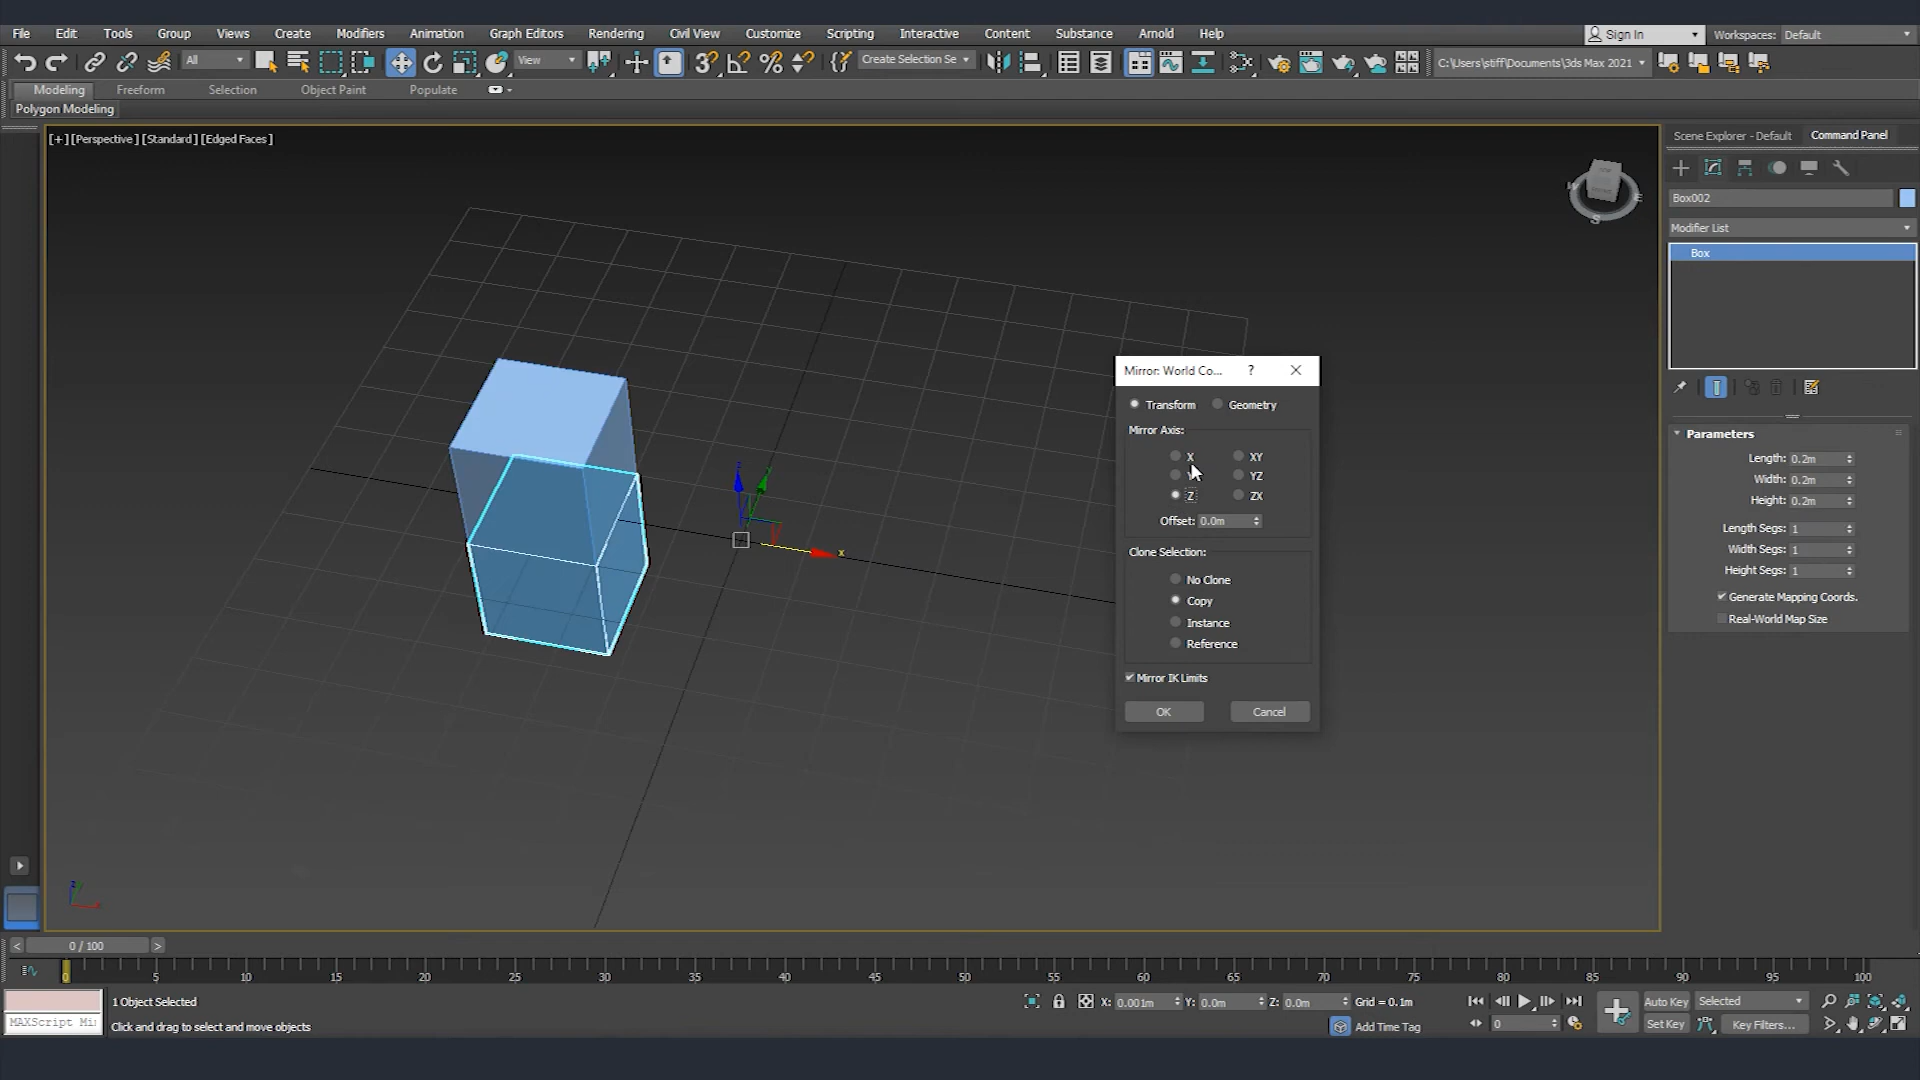 File Edit Tools Group Views Create Modifiers Animation Graph Editors Rendering Civil View Customize Scripting Interactive Content Substance Arnold Help Sign In Workspaces: Default
All View Create Selection Se C:\Users\stiff\Documents\3ds Max 2021
Modeling Freeform Selection Object Paint Populate
Polygon Modeling
[+] [Perspective] [Standard] [Edged Faces]
Scene Explorer - Default Command Panel
Box002
Modifier List
Box
Parameters
Length: 0.2m
Width: 0.2m
Height: 0.2m
Length Segs: 1
Width Segs: 1
Height Segs: 1
Generate Mapping Coords.
Real-World Map Size
Mirror: World Co... ?
Transform Geometry
Mirror Axis:
X XY
Y YZ
Z ZX
Offset: 0.0m
Clone Selection:
No Clone
Copy
Instance
Reference
Mirror IK Limits
OK Cancel
z
x
S
E
z
< 0 / 100 >
0 5 10 15 20 25 30 35 40 45 50 55 60 65 70 75 80 85 90 95 100
1 Object Selected X: 0.001m Y: 0.0m Z: 0.0m Grid = 0.1m Auto Key Selected
MAXScript Mi Click and drag to select and move objects Add Time Tag 0 Set Key Key Filters...